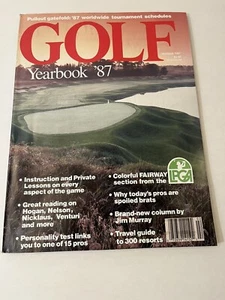 Pullout gatefold: '87 worldwide tournament schedules
GOLF
Yearbook '87
• Instruction and Private
Lessons on every
aspect of the game
• Great reading on
Hogan, Nelson,
Nicklaus, Venturi
and more
• Personality test links
you to one of 15 pros
• Colorful FAIRWAY
section from the
LPGA
• Why today's pros are
spoiled brats
• Brand-new column by
Jim Murray
• Travel guide
to 300 resorts